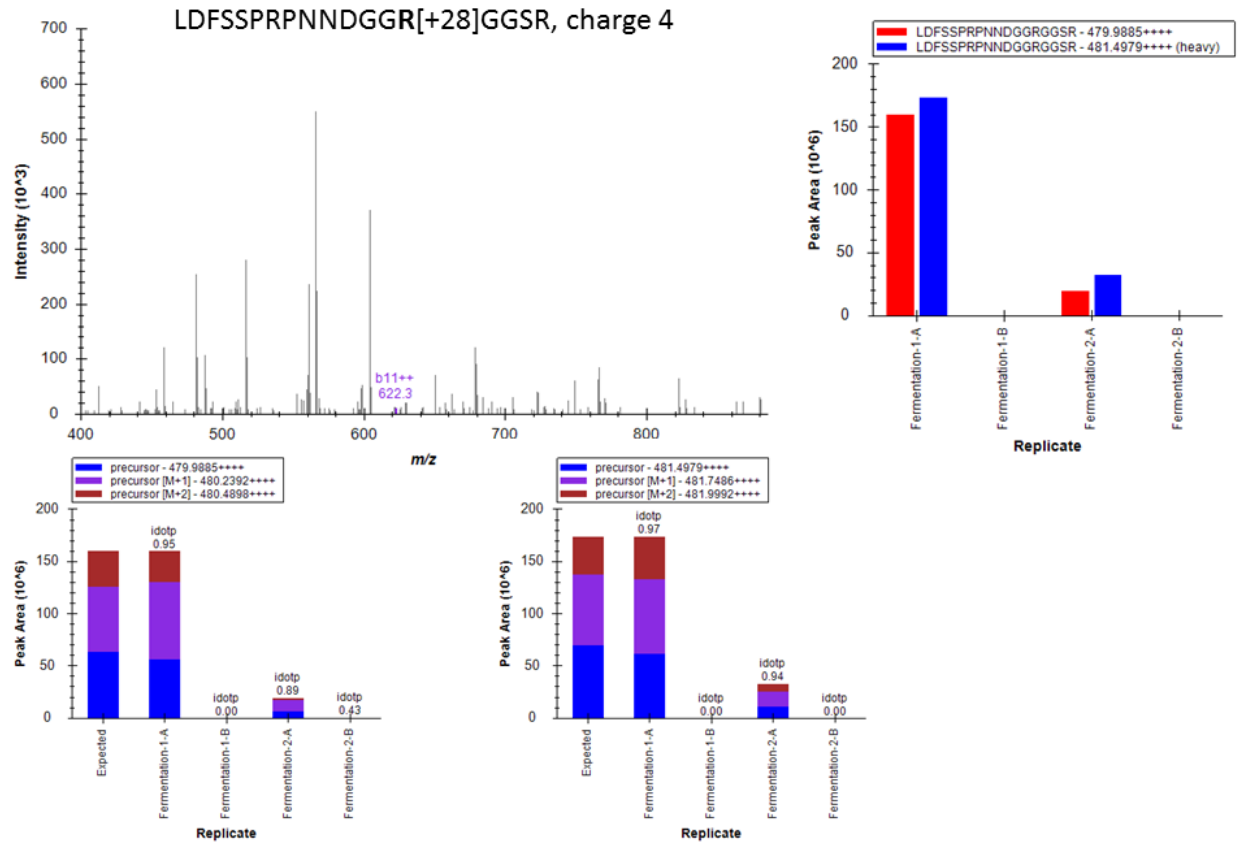 LDFSSPRPNNDGGR[+28]GGSR, charge 4
700
600
500
400
300
200
100
0
Intensity (10^3)
b11++
622.3
400
500
600
700
800
m/z
LDFSSPRPNNDGGRGGSR - 479.9885++++
LDFSSPRPNNDGGRGGSR - 481.4979++++ (heavy)
200
150
100
50
0
Peak Area (10^6)
Fermentation-1-A
Fermentation-1-B
Fermentation-2-A
Fermentation-2-B
Replicate
precursor - 479.9885++++
precursor [M+1] - 480.2392++++
precursor [M+2] - 480.4898++++
200
150
100
50
0
Peak Area (10^6)
idotp
0.95
idotp
0.00
idotp
0.89
idotp
0.43
Expected
Fermentation-1-A
Fermentation-1-B
Fermentation-2-A
Fermentation-2-B
Replicate
precursor - 481.4979++++
precursor [M+1] - 481.7486++++
precursor [M+2] - 481.9992++++
200
150
100
50
0
Peak Area (10^6)
idotp
0.97
idotp
0.00
idotp
0.94
idotp
0.00
Expected
Fermentation-1-A
Fermentation-1-B
Fermentation-2-A
Fermentation-2-B
Replicate